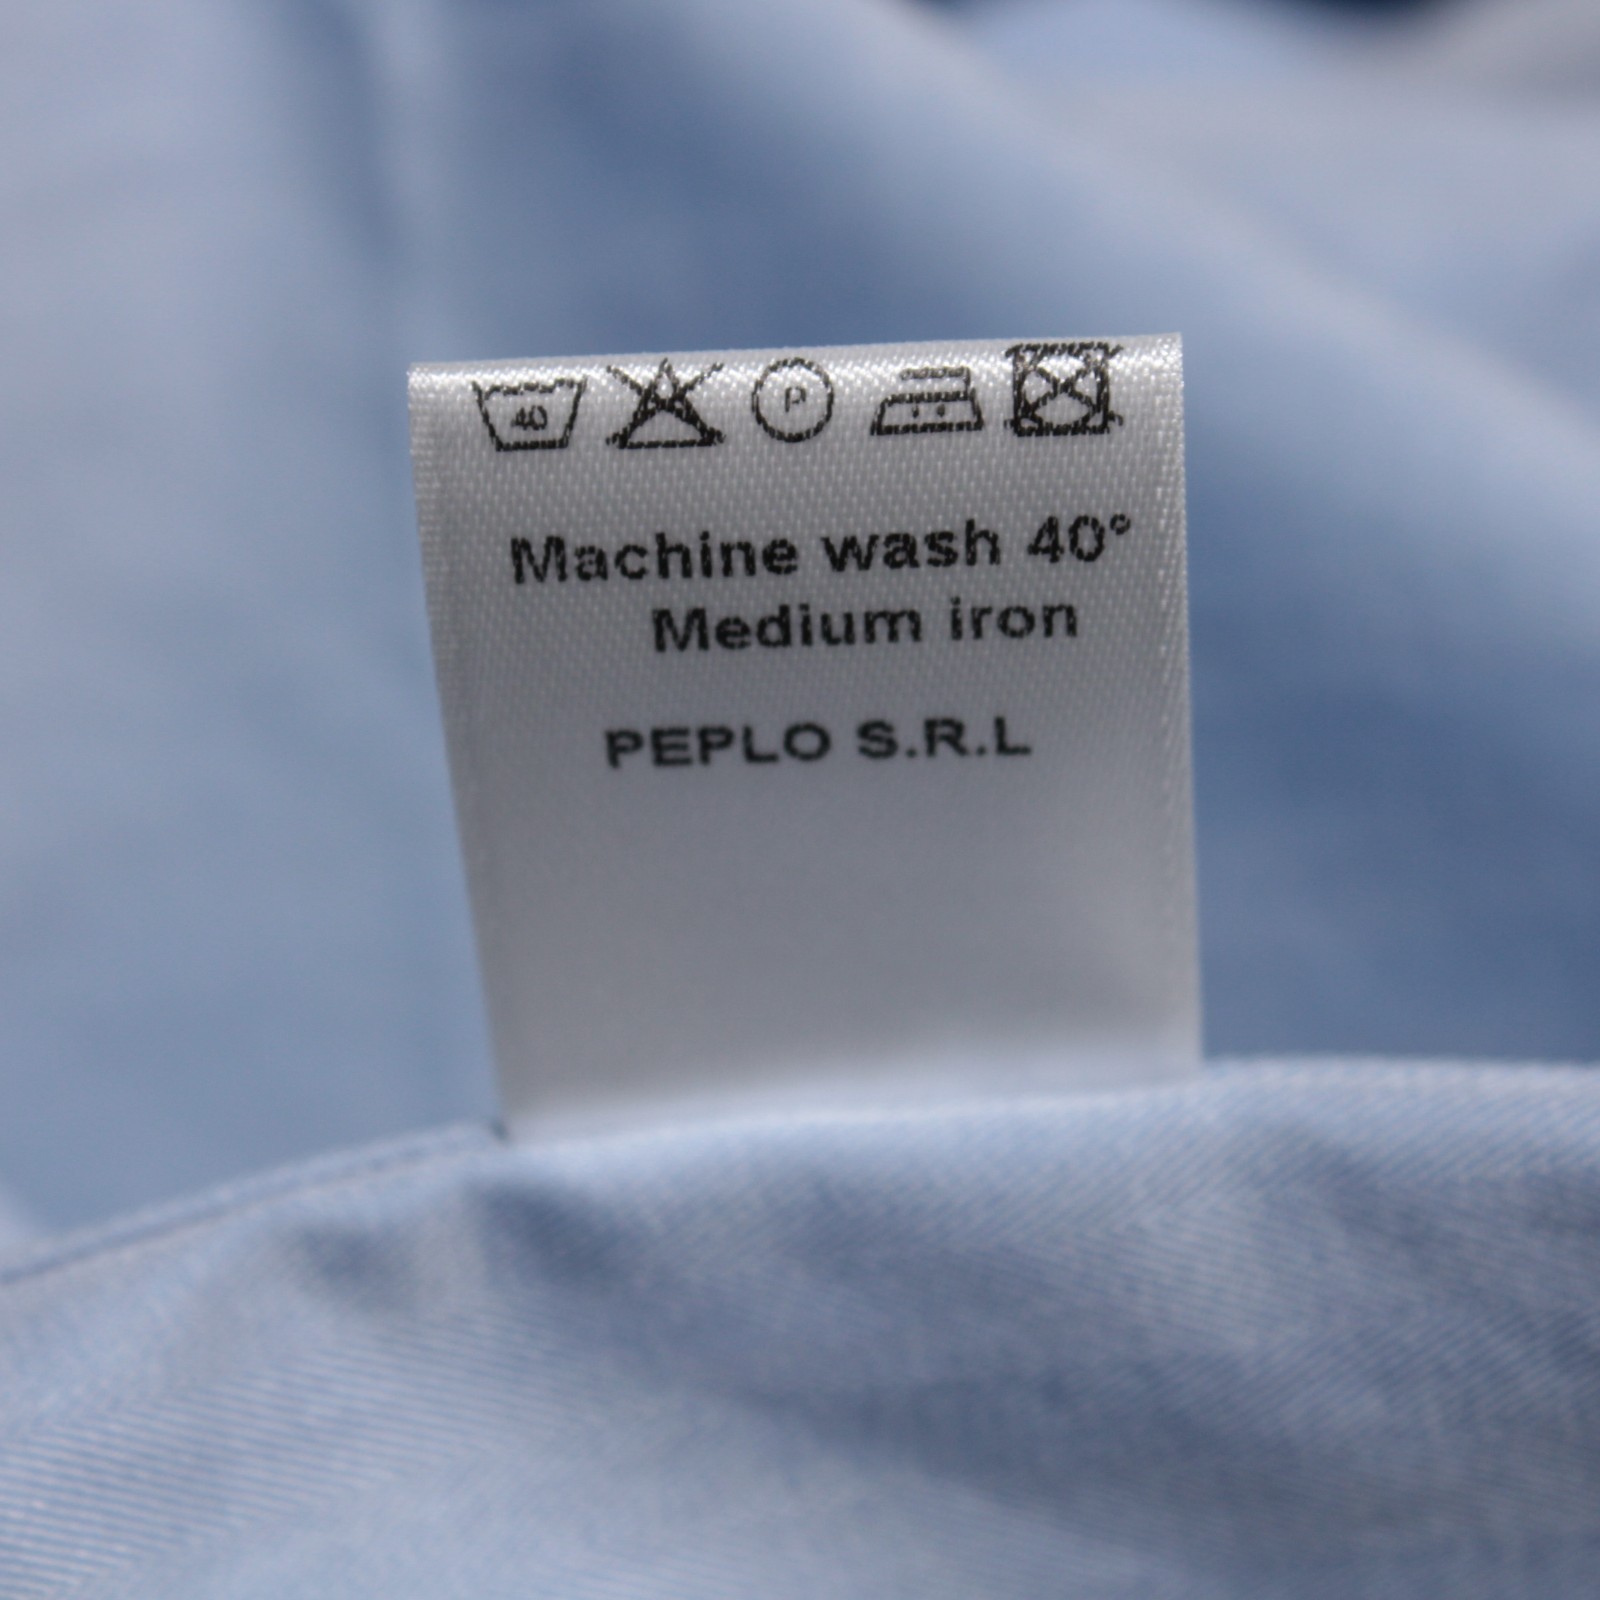 40 P
Machine wash 40°
Medium iron
PEPLO S.R.L